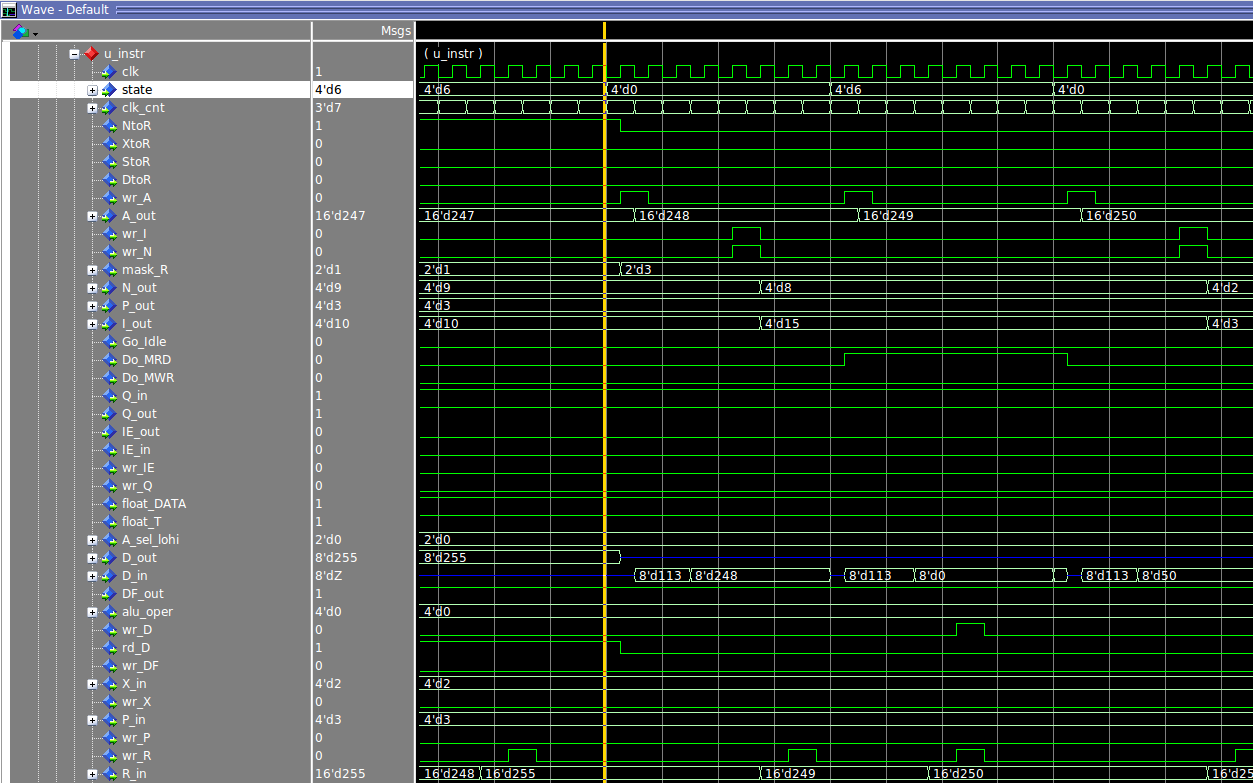 Wave - Default
Msgs
u_instr ( u_instr )
clk 1
state 4'd6 4'd6 4'd0 4'd6 4'd0
clk_cnt 3'd7
NtoR 1
XtoR 0
StoR 0
DtoR 0
wr_A 0
A_out 16'd247 16'd247 16'd248 16'd249 16'd250
wr_I 0
wr_N 0
mask_R 2'd1 2'd1 2'd3
N_out 4'd9 4'd9 4'd8 4'd2
P_out 4'd3 4'd3
I_out 4'd10 4'd10 4'd15 4'd3
Go_Idle 0
Do_MRD 0
Do_MWR 0
Q_in 1
Q_out 1
IE_out 0
IE_in 0
wr_IE 0
wr_Q 0
float_DATA 1
float_T 1
A_sel_lohi 2'd0 2'd0
D_out 8'd255 8'd255
D_in 8'dZ 8'd113 8'd248 8'd113 8'd0 8'd113 8'd50
DF_out 1
alu_oper 4'd0 4'd0
wr_D 0
rd_D 1
wr_DF 0
X_in 4'd2 4'd2
wr_X 0
P_in 4'd3 4'd3
wr_P 0
wr_R 0
R_in 16'd255 16'd248 16'd255 16'd249 16'd250 16'd25